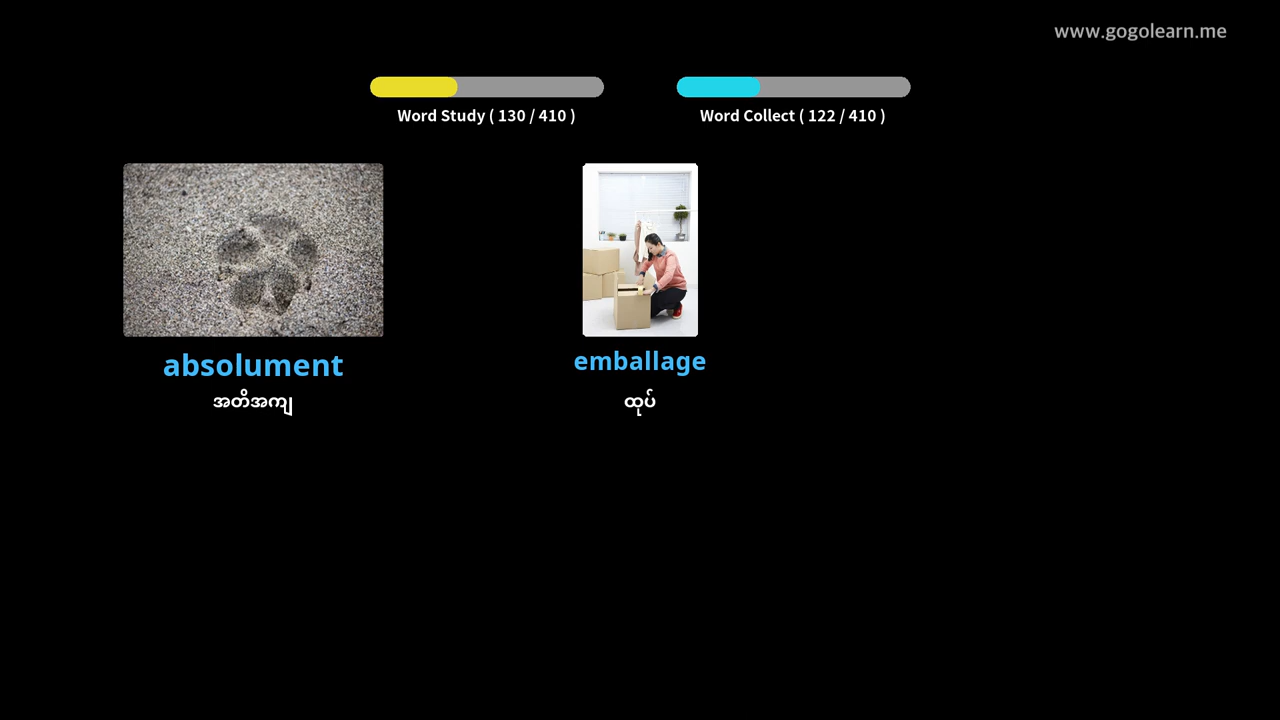 www.gogolearn.me
Word Study ( 130 / 410 )
Word Collect ( 122 / 410 )
absolument
အတိအကျ
emballage
ထုပ်